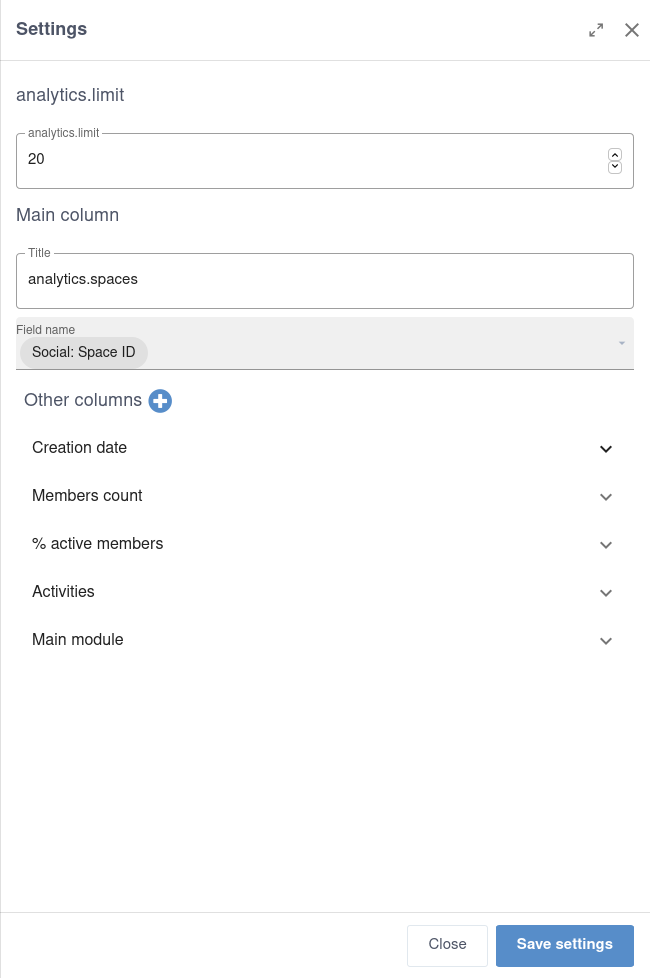 Settings
analytics.limit
analytics.limit
20
Main column
Title
analytics.spaces
Field name
Social: Space ID
Other columns
Creation date
Members count
% active members
Activities
Main module
Close
Save settings